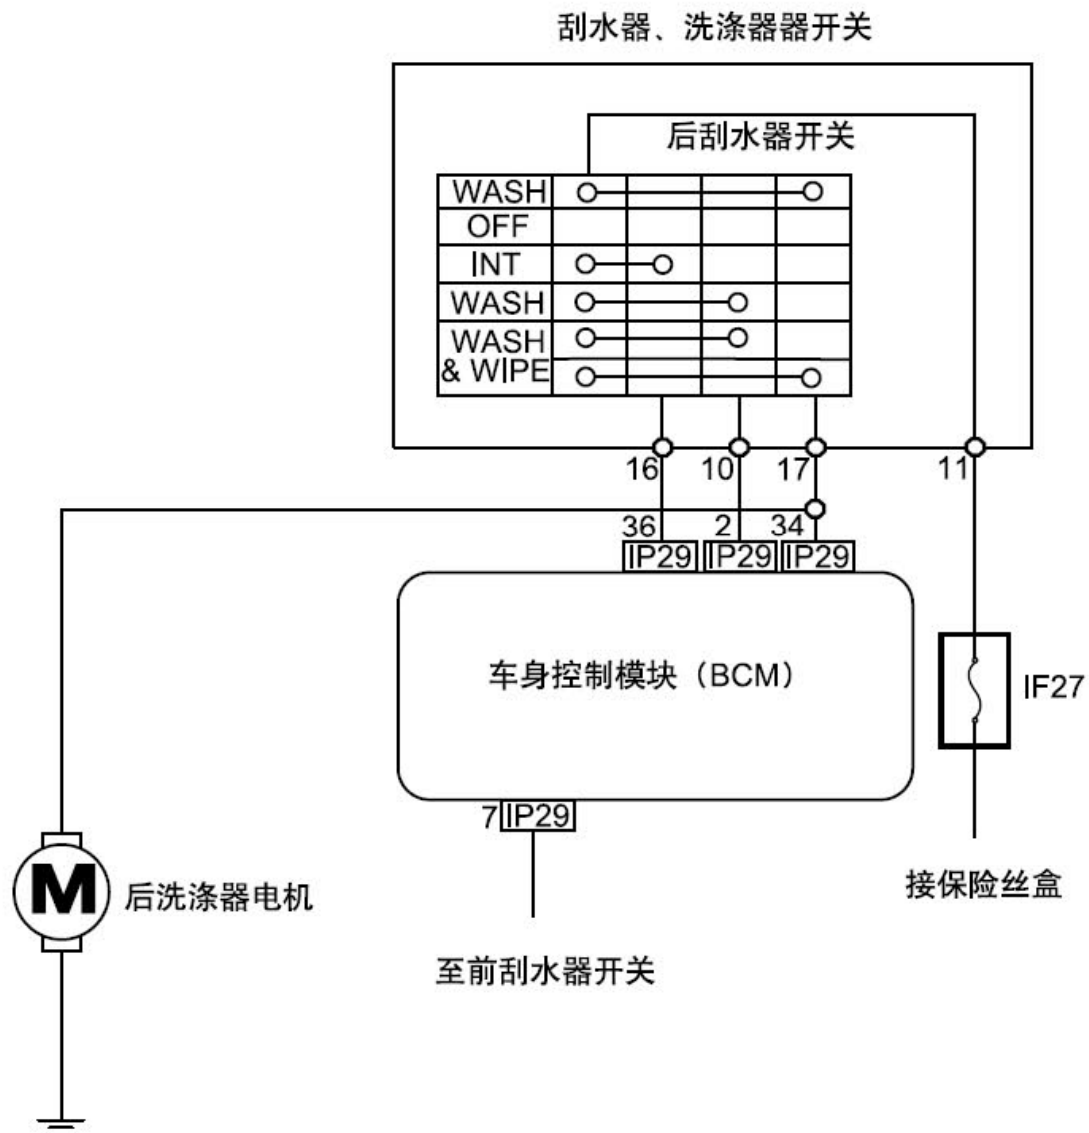 刮水器、洗涤器器开关
后刮水器开关
WASH
OFF
INT
WASH
WASH
& WIPE
16 10 17 11
36 2 34
IP29 IP29 IP29
车身控制模块（BCM）
IF27
7 IP29
M
后洗涤器电机
接保险丝盒
至前刮水器开关